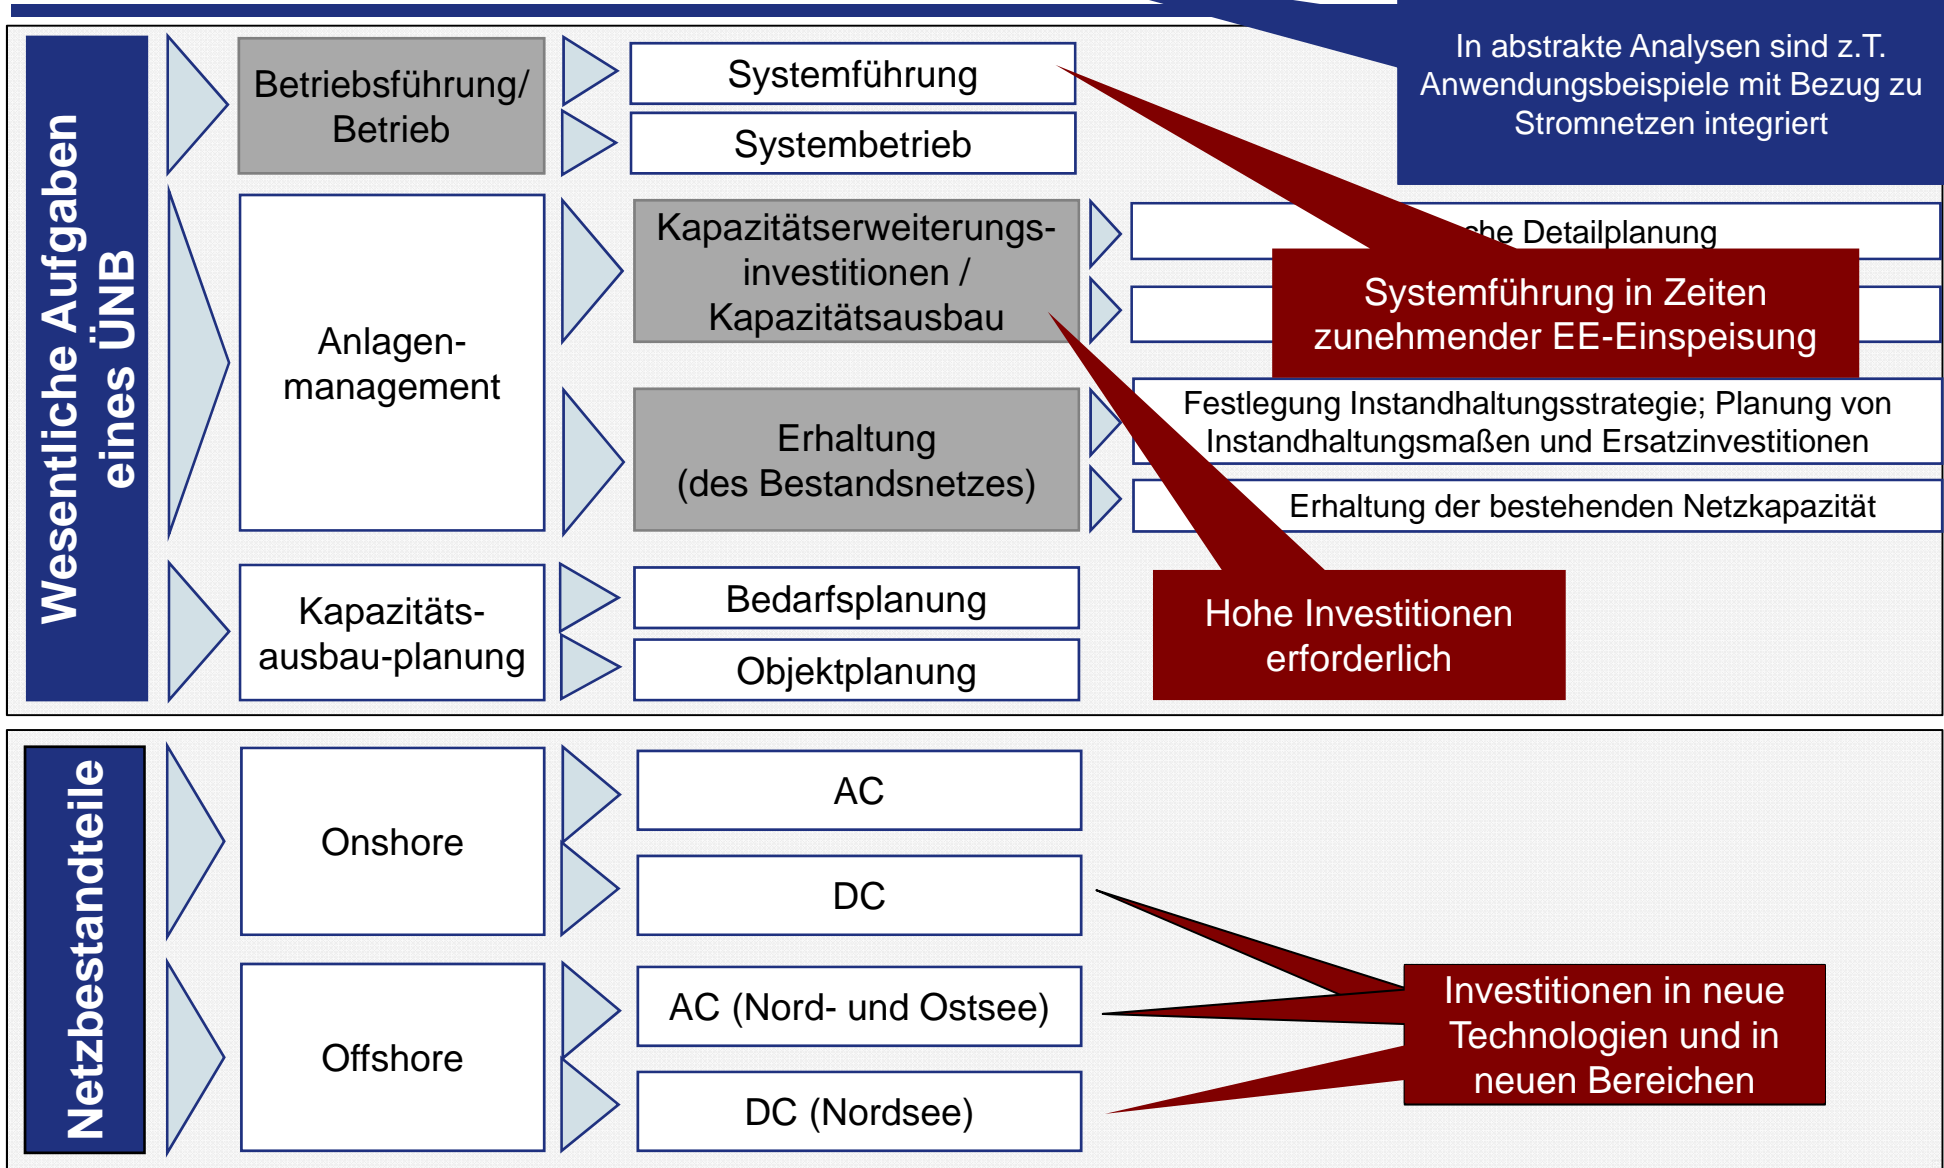 In abstrakte Analysen sind z.T.
Anwendungsbeispiele mit Bezug zu
Stromnetzen integriert
Wesentliche Aufgaben
eines ÜNB
Betriebsführung/
Betrieb
Systemführung
Systembetrieb
Anlagen-
management
Kapazitätserweiterungs-
investitionen /
Kapazitätsausbau
Detailplanung
Systemführung in Zeiten
zunehmender EE-Einspeisung
Erhaltung
(des Bestandsnetzes)
Festlegung Instandhaltungsstrategie; Planung von
Instandhaltungsmaßen und Ersatzinvestitionen
Erhaltung der bestehenden Netzkapazität
Kapazitäts-
ausbau-planung
Bedarfsplanung
Objektplanung
Hohe Investitionen
erforderlich
Netzbestandteile
Onshore
AC
DC
Offshore
AC (Nord- und Ostsee)
DC (Nordsee)
Investitionen in neue
Technologien und in
neuen Bereichen